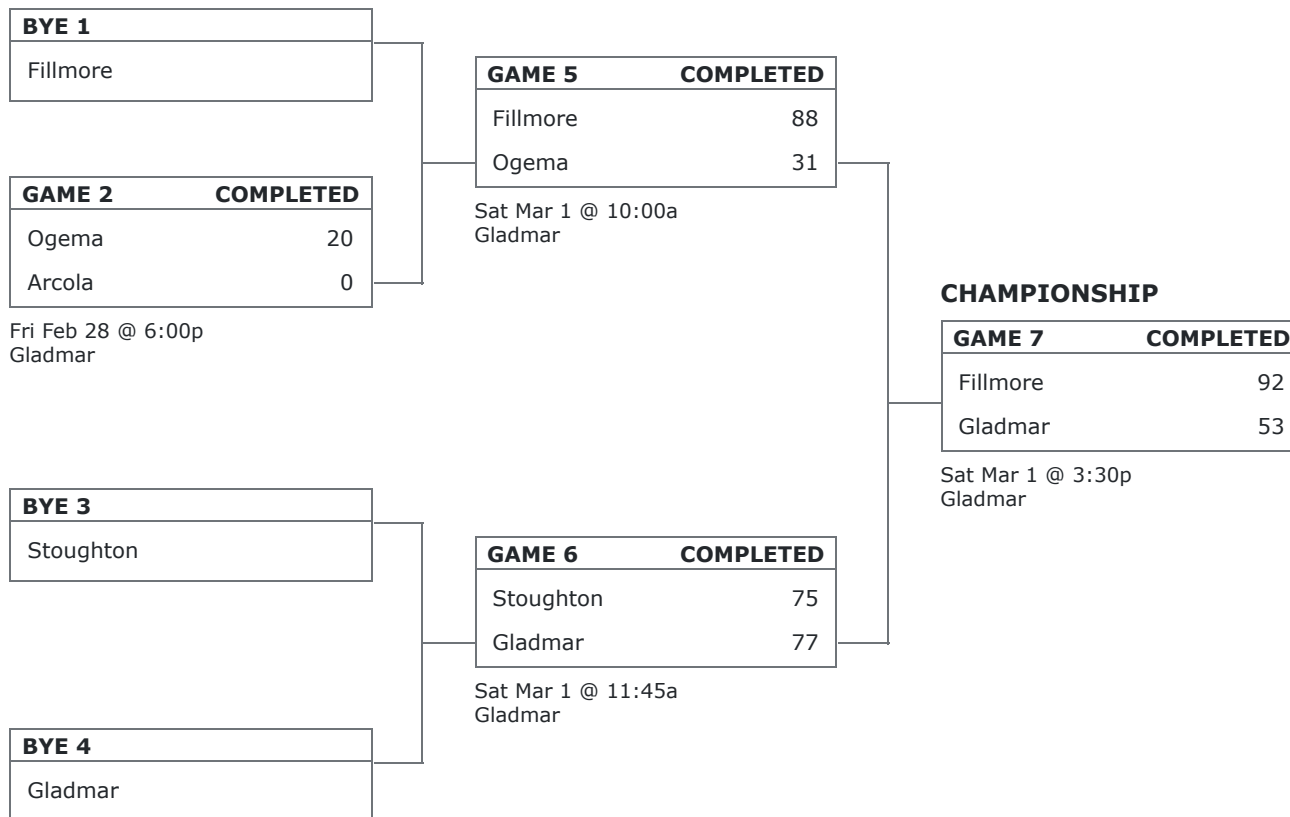 BYE 1
Fillmore
GAME 2 COMPLETED
Ogema 20
Arcola 0
Fri Feb 28 @ 6:00p
Gladmar
BYE 3
Stoughton
BYE 4
Gladmar
GAME 5 COMPLETED
Fillmore 88
Ogema 31
Sat Mar 1 @ 10:00a
Gladmar
GAME 6 COMPLETED
Stoughton 75
Gladmar 77
Sat Mar 1 @ 11:45a
Gladmar
CHAMPIONSHIP
GAME 7 COMPLETED
Fillmore 92
Gladmar 53
Sat Mar 1 @ 3:30p
Gladmar